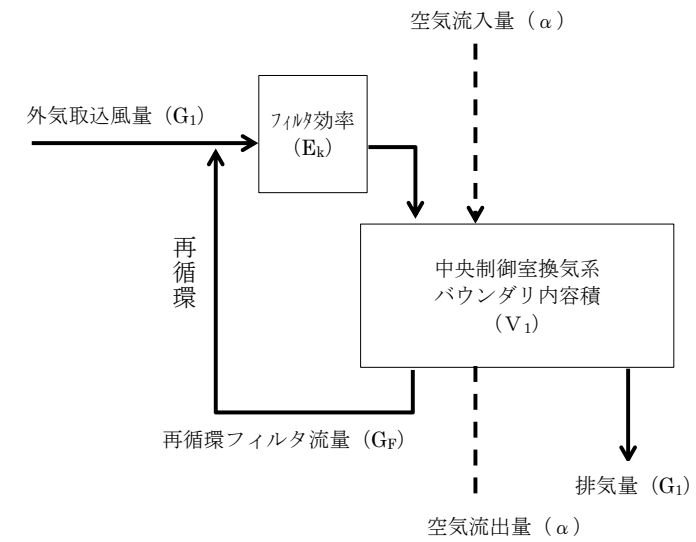 空気流入量(α)
外気取込風量(G₁)
フィルタ効率
(Eₖ)
再循環
中央制御室換気系
バウンダリ内容積
(V₁)
再循環フィルタ流量(G_F)
排気量(G₁)
空気流出量(α)